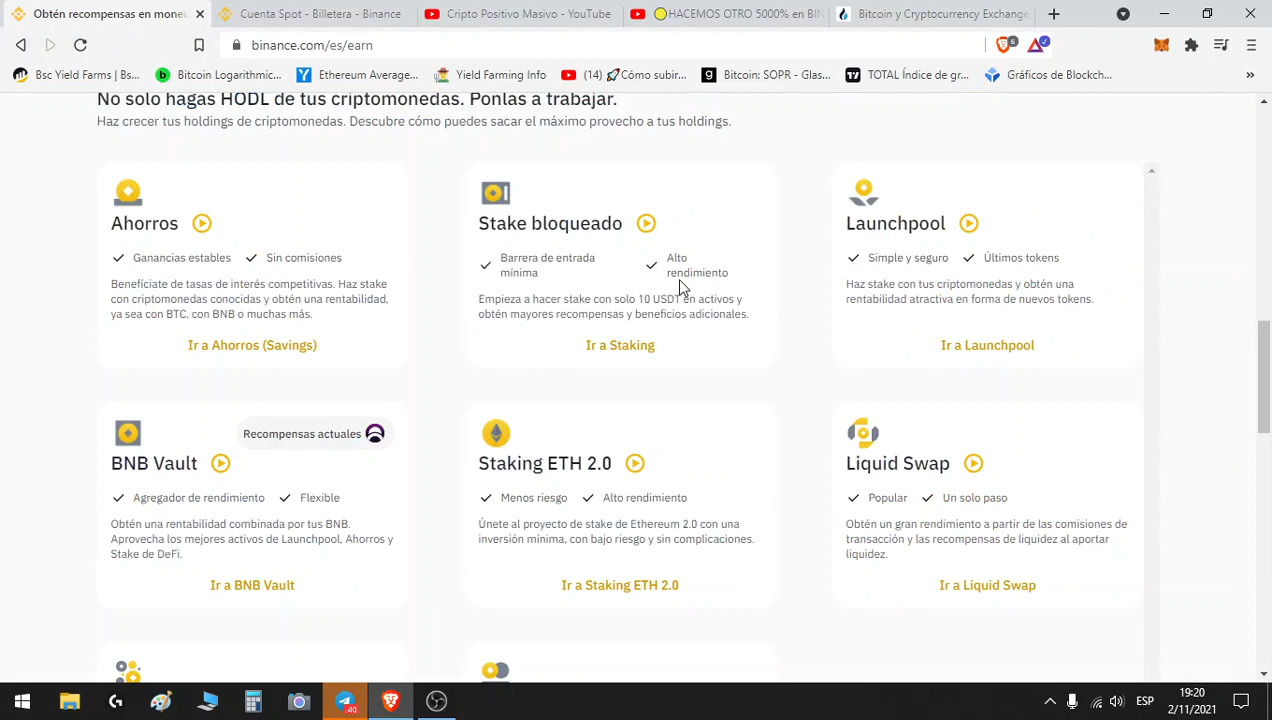 Obtén recompensas en mone
Cuenta Spot - Billetera - Binance
Cripto Positivo Masivo - YouTube
HACEMOS OTRO 5000% en BIN
Bitcoin y Cryptocurrency Exchange
binance.com/es/earn
6
Bsc Yield Farms | Bs...
Bitcoin Logarithmic...
Ethereum Average...
Yield Farming Info
(14) 🚀Cómo subir...
Bitcoin: SOPR - Glas...
TOTAL Índice de gr...
Gráficos de Blockch...
»
No solo hagas HODL de tus criptomonedas. Ponlas a trabajar.
Haz crecer tus holdings de criptomonedas. Descubre cómo puedes sacar el máximo provecho a tus holdings.
Ahorros
Ganancias estables
Sin comisiones
Benefíciate de tasas de interés competitivas. Haz stake
con criptomonedas conocidas y obtén una rentabilidad,
ya sea con BTC, con BNB o muchas más.
Ir a Ahorros (Savings)
Stake bloqueado
Barrera de entrada
mínima
Alto
rendimiento
Empieza a hacer stake con solo 10 USDT en activos y
obtén mayores recompensas y beneficios adicionales.
Ir a Staking
Launchpool
Simple y seguro
Últimos tokens
Haz stake con tus criptomonedas y obtén una
rentabilidad atractiva en forma de nuevos tokens.
Ir a Launchpool
Recompensas actuales
BNB Vault
Agregador de rendimiento
Flexible
Obtén una rentabilidad combinada por tus BNB.
Aprovecha los mejores activos de Launchpool, Ahorros y
Stake de DeFi.
Ir a BNB Vault
Staking ETH 2.0
Menos riesgo
Alto rendimiento
Únete al proyecto de stake de Ethereum 2.0 con una
inversión mínima, con bajo riesgo y sin complicaciones.
Ir a Staking ETH 2.0
Liquid Swap
Popular
Un solo paso
Obtén un gran rendimiento a partir de las comisiones de
transacción y las recompensas de liquidez al aportar
liquidez.
Ir a Liquid Swap
ESP
19:20
2/11/2021